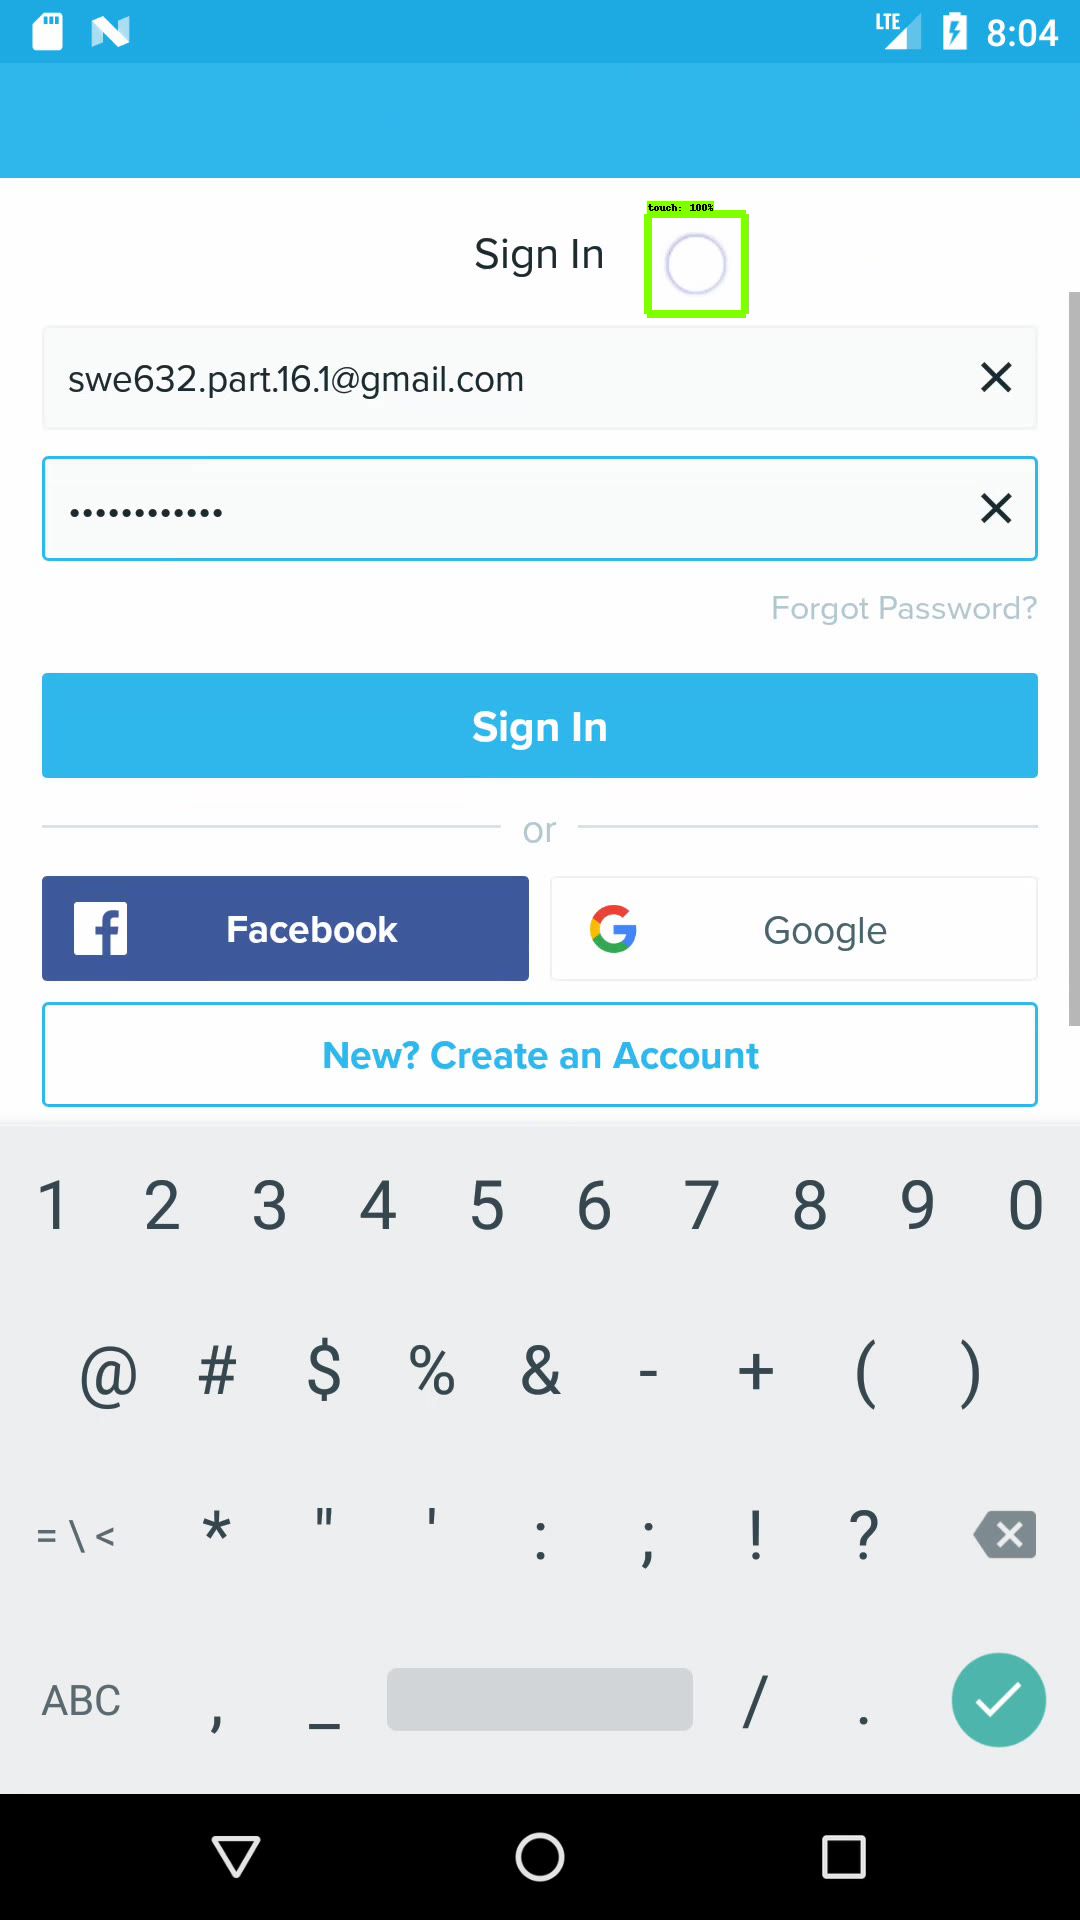 LTE 8:04
touch: 100%
Sign In
swe632.part.16.1@gmail.com
••••••••••••
Forgot Password?
Sign In
or
Facebook
Google
New? Create an Account
1 2 3 4 5 6 7 8 9 0
@ # $ % & - + ( )
= \ < * " ' : ; ! ?
ABC , _ / .